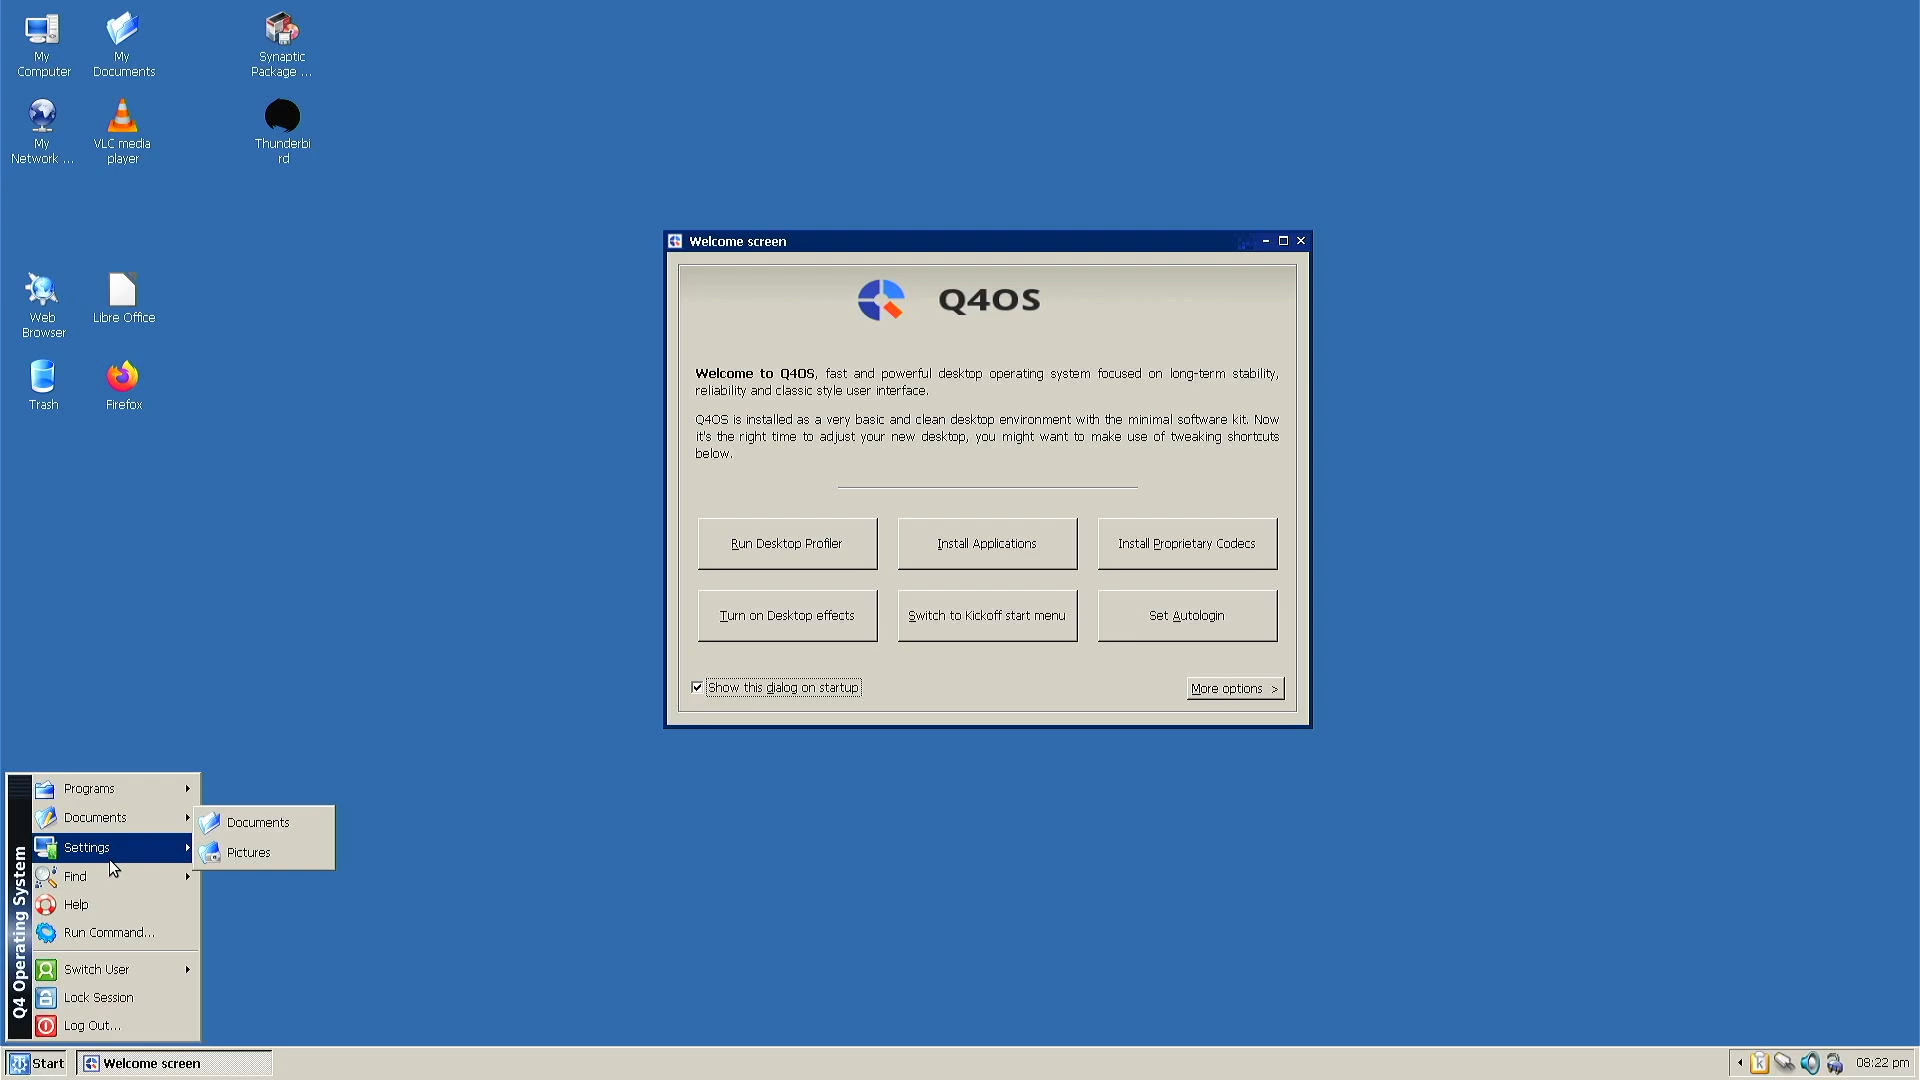 My
Computer
My
Documents
Synaptic
Package ...
My
Network ...
VLC media
player
Thunderbi
rd
Web
Browser
Libre Office
Trash
Firefox
Welcome screen
Q4OS
Welcome to Q4OS, fast and powerful desktop operating system focused on long-term stability,
reliability and classic style user interface.
Q4OS is installed as a very basic and clean desktop environment with the minimal software kit. Now
it's the right time to adjust your new desktop, you might want to make use of tweaking shortcuts
below.
Run Desktop Profiler
Install Applications
Install Proprietary Codecs
Turn on Desktop effects
Switch to Kickoff start menu
Set Autologin
Show this dialog on startup
More options >
Q4 Operating System
Programs
Documents
Settings
Find
Help
Run Command...
Switch User
Lock Session
Log Out...
Documents
Pictures
Start
Welcome screen
k
08:22 pm